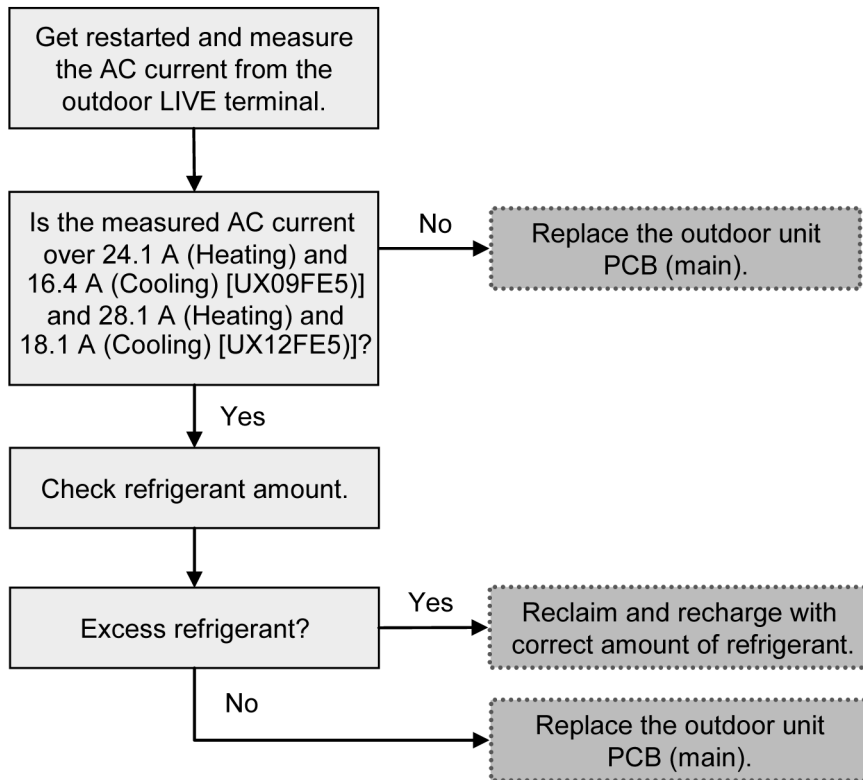 Get restarted and measure
the AC current from the
outdoor LIVE terminal.
Is the measured AC current
over 24.1 A (Heating) and
16.4 A (Cooling) [UX09FE5)]
and 28.1 A (Heating) and
18.1 A (Cooling) [UX12FE5)]?
No
Replace the outdoor unit
PCB (main).
Yes
Check refrigerant amount.
Excess refrigerant?
Yes
Reclaim and recharge with
correct amount of refrigerant.
No
Replace the outdoor unit
PCB (main).